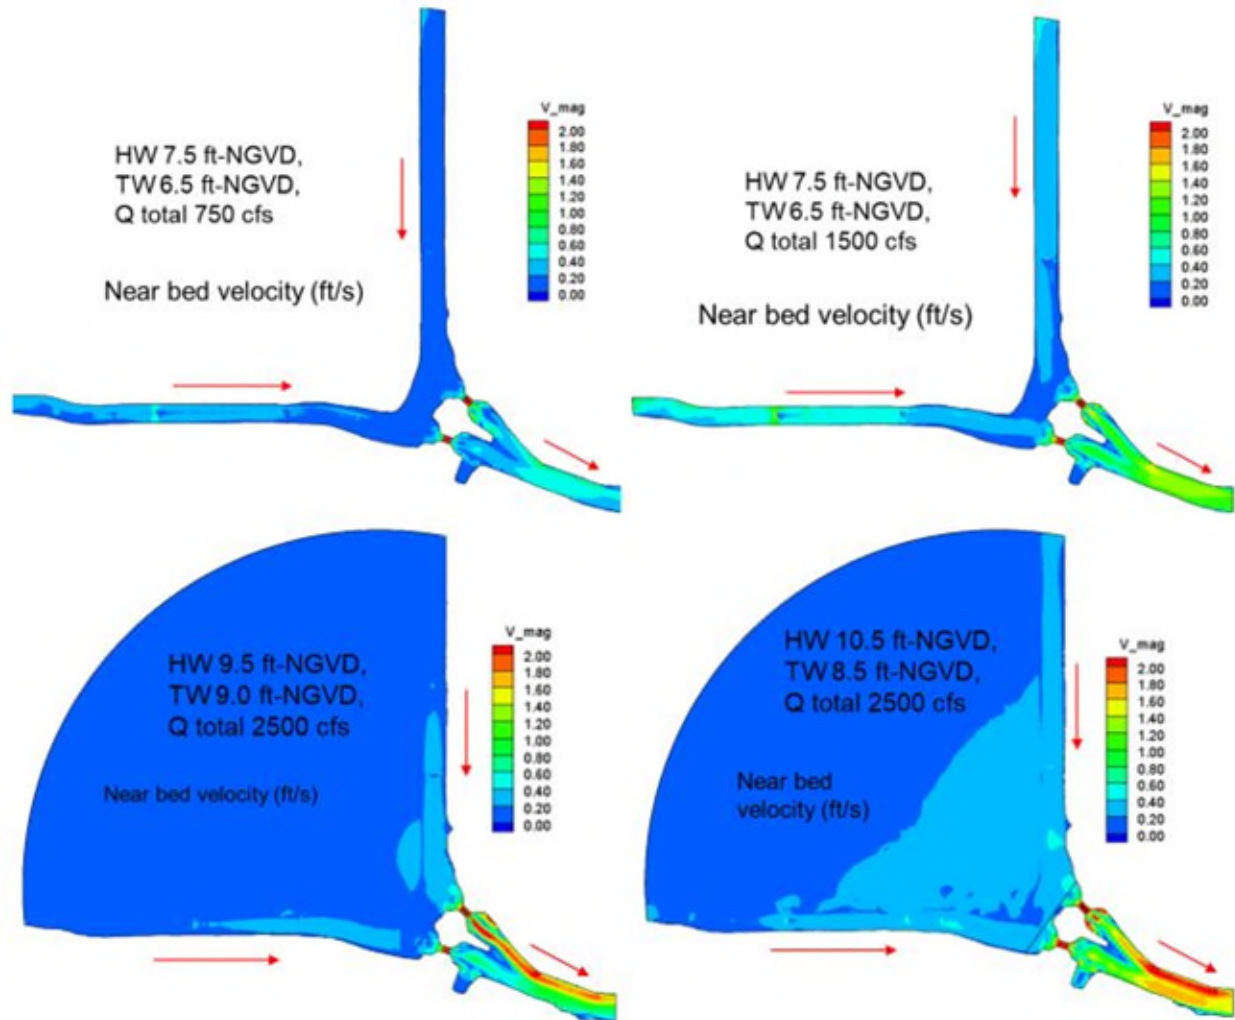 V_mag
2.00
1.80
1.60
1.40
1.20
1.00
0.80
0.60
0.40
0.20
0.00
HW 7.5 ft-NGVD,
TW 6.5 ft-NGVD,
Q total 750 cfs
Near bed velocity (ft/s)
V_mag
2.00
1.80
1.60
1.40
1.20
1.00
0.80
0.60
0.40
0.20
0.00
HW 7.5 ft-NGVD,
TW 6.5 ft-NGVD,
Q total 1500 cfs
Near bed velocity (ft/s)
V_mag
2.00
1.80
1.60
1.40
1.20
1.00
0.80
0.60
0.40
0.20
0.00
HW 9.5 ft-NGVD,
TW 9.0 ft-NGVD,
Q total 2500 cfs
Near bed velocity (ft/s)
V_mag
2.00
1.80
1.60
1.40
1.20
1.00
0.80
0.60
0.40
0.20
0.00
HW 10.5 ft-NGVD,
TW 8.5 ft-NGVD,
Q total 2500 cfs
Near bed
velocity (ft/s)